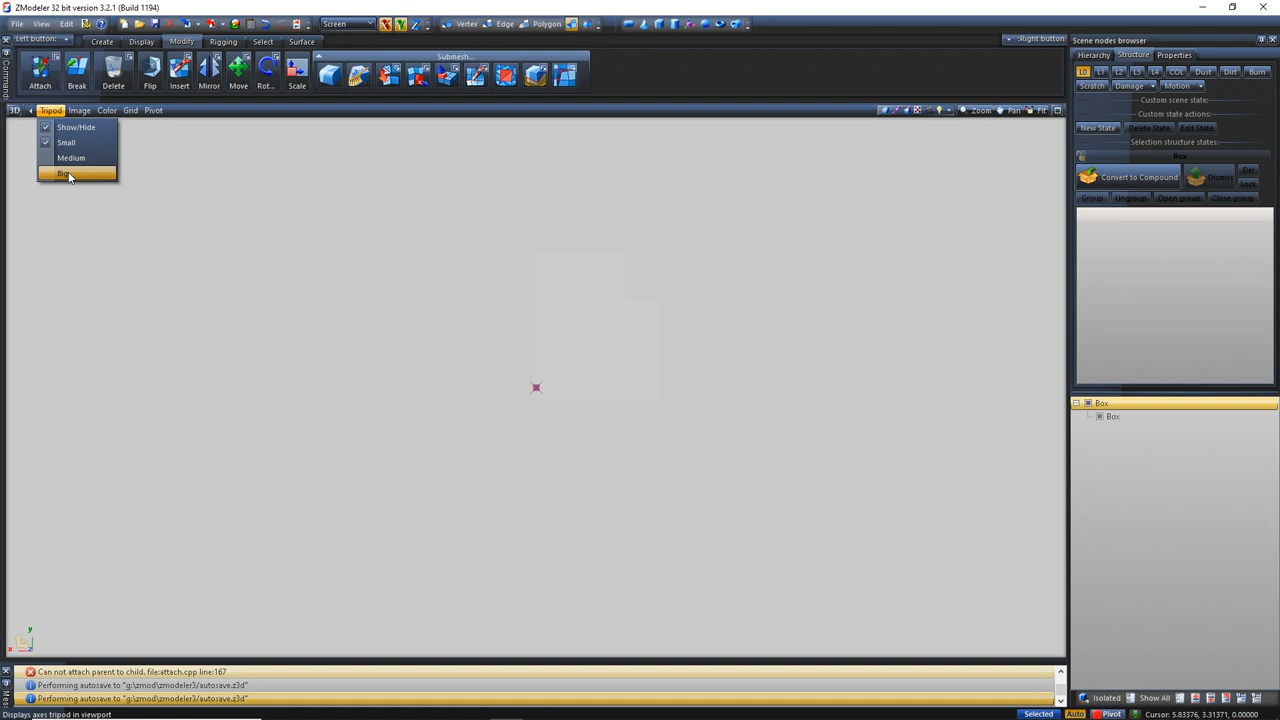 ZModeler 32 bit version 3.2.1 (Build 1194)
File View Edit Screen Vertex Edge Polygon
Left button: Create Display Modify Rigging Select Surface :Right button
Commands
Attach Break Delete Flip Insert Mirror Move Rot... Scale
Submesh...
3D Tripod Image Color Grid Pivot Zoom Pan Fit
Show/Hide
Small
Medium
Big
Scene nodes browser
Hierarchy Structure Properties
L0 L1 L2 L3 L4 COL Dust Dirt Burn
Scratch Damage Motion
Custom scene state:
Custom state actions:
New State Delete State Edit State
Selection structure states:
Box
Convert to Compound Dismiss Del
Lock
Group Ungroup Open group Close group
Box
Box
y
x z
Can not attach parent to child. file:attach.cpp line:167
Performing autosave to "g:\zmod\zmodeler3/autosave.z3d"
Performing autosave to "g:\zmod\zmodeler3/autosave.z3d"
isolated Show All
Displays axes tripod in viewport
Selected Auto Pivot Cursor: 5.83376, 3.31371, 0.00000